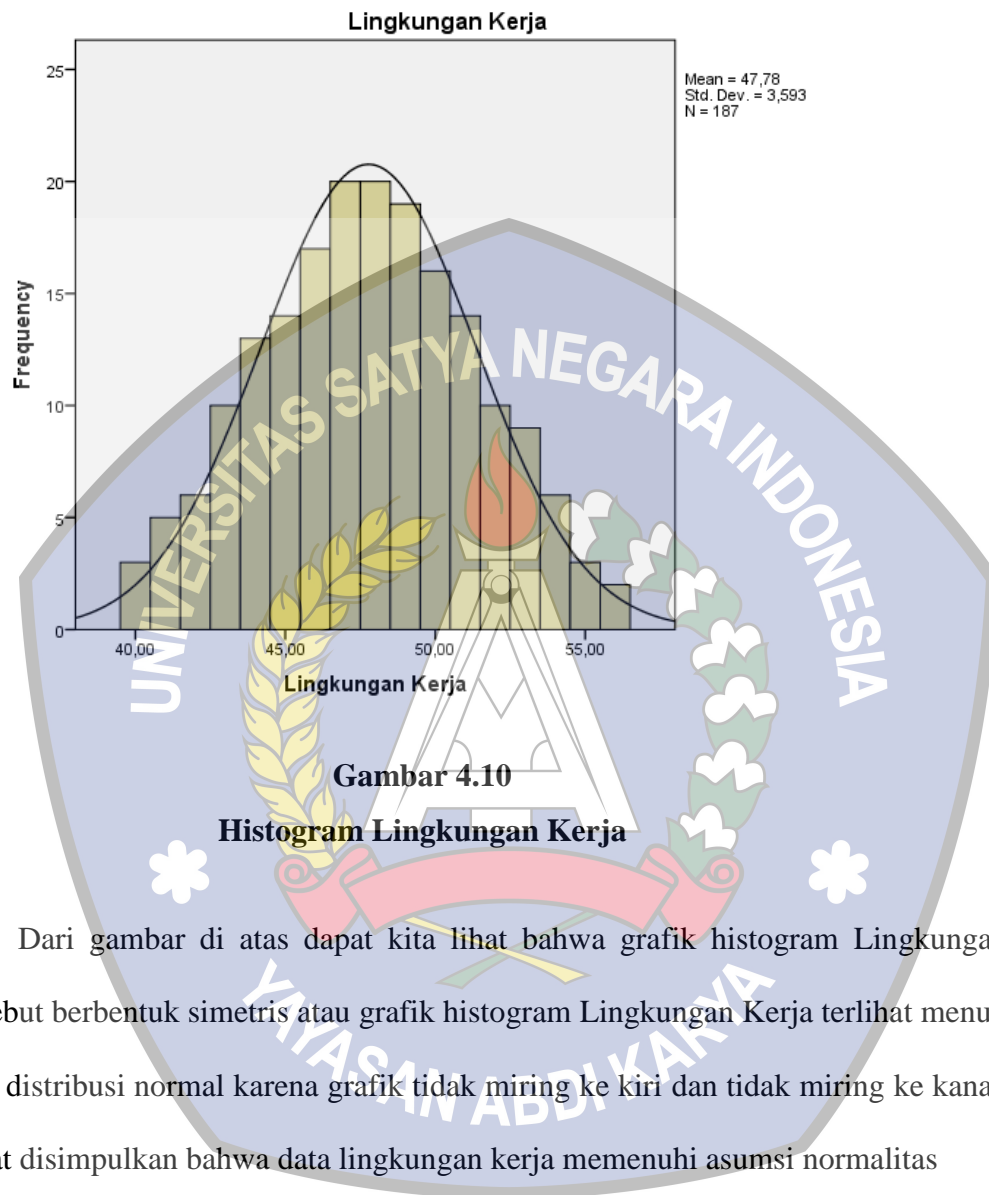 Lingkungan Kerja
Mean = 47,78
Std. Dev. = 3,593
N = 187
Frequency
25
20
15
10
5
0
40,00 45,00 50,00 55,00
Lingkungan Kerja
UNIVERSITAS SATYA NEGARA INDONESIA
Gambar 4.10
Histogram Lingkungan Kerja
Dari gambar di atas dapat kita lihat bahwa grafik histogram Lingkunga
ebut berbentuk simetris atau grafik histogram Lingkungan Kerja terlihat menu
distribusi normal karena grafik tidak miring ke kiri dan tidak miring ke kana
at disimpulkan bahwa data lingkungan kerja memenuhi asumsi normalitas
YAYASAN ABDI KARYA